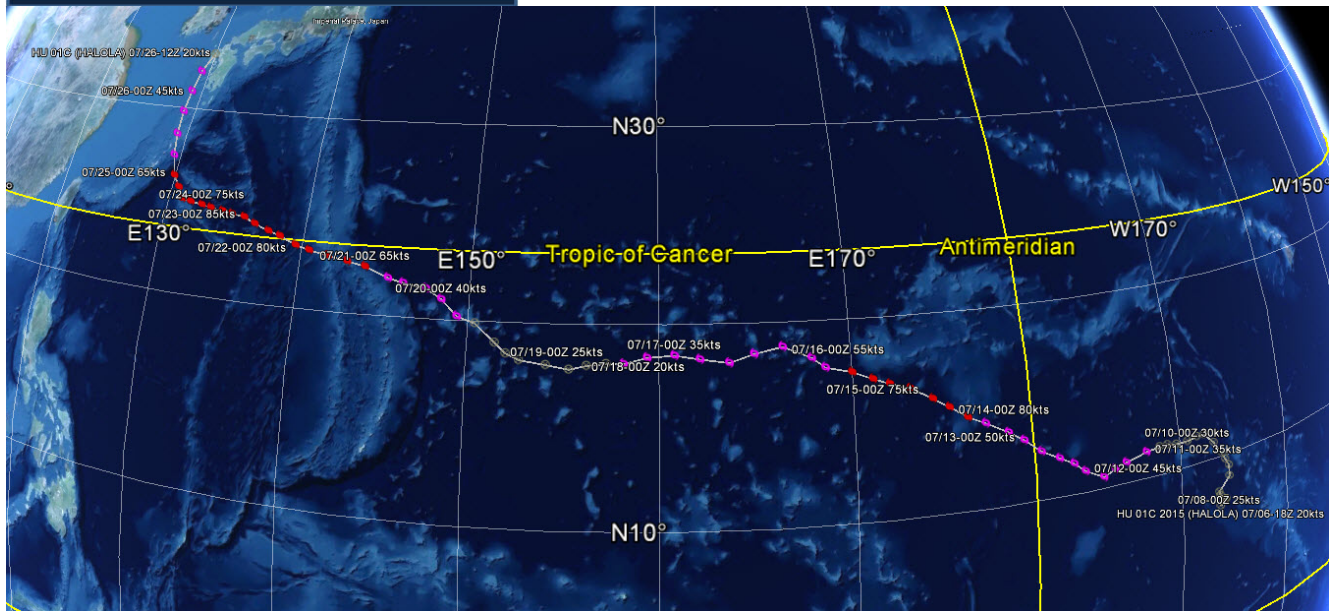 Imperial Palace, Japan
HU 01C (HALOLA) 07/26-12Z 20kts
07/26-00Z 45kts
N30°
07/25-00Z 65kts
W150°
07/24-00Z 75kts
07/23-00Z 85kts
E130°
W170°
07/22-00Z 80kts
Tropic of Cancer
Antimeridian
07/21-00Z 65kts
E150°
E170°
07/20-00Z 40kts
07/17-00Z 35kts
07/16-00Z 55kts
07/19-00Z 25kts
07/18-00Z 20kts
07/15-00Z 75kts
07/14-00Z 80kts
07/13-00Z 50kts
07/10-00Z 30kts
07/11-00Z 35kts
07/12-00Z 45kts
07/08-00Z 25kts
HU 01C 2015 (HALOLA) 07/06-18Z 20kts
N10°